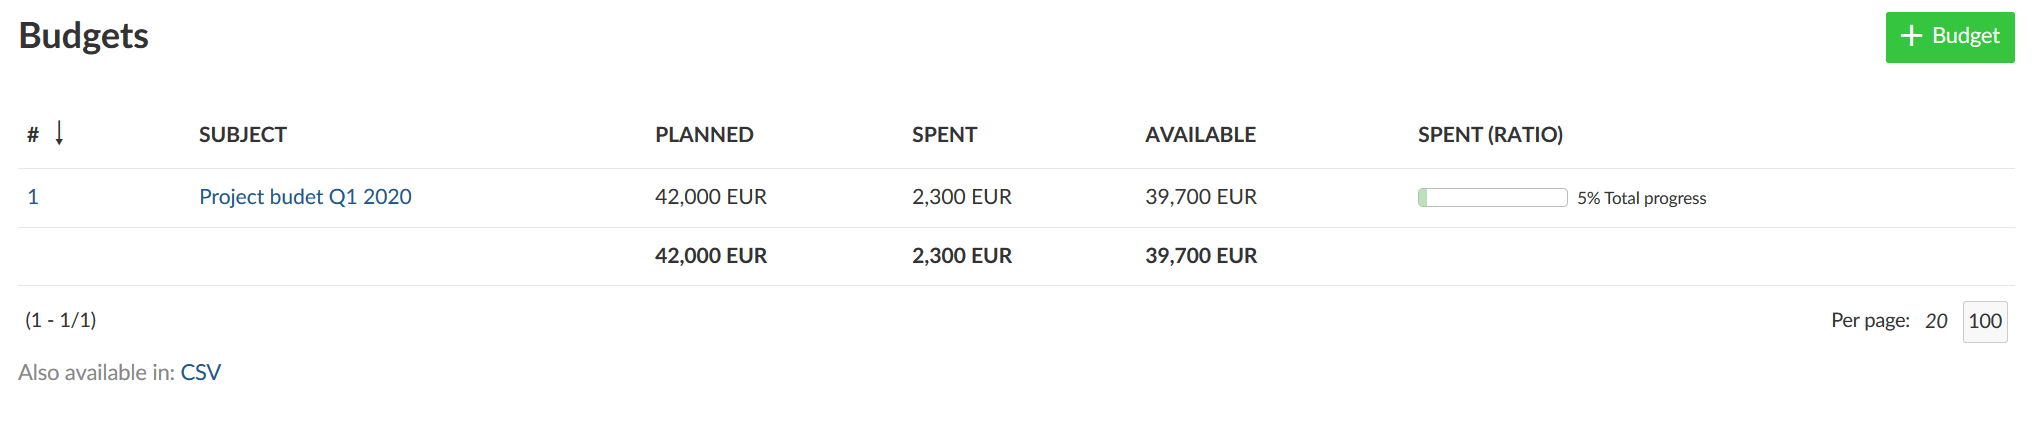 Budgets
+ Budget
# ↓ SUBJECT PLANNED SPENT AVAILABLE SPENT (RATIO)
1 Project budet Q1 2020 42,000 EUR 2,300 EUR 39,700 EUR 5% Total progress
42,000 EUR 2,300 EUR 39,700 EUR
(1 - 1/1) Per page: 20 100
Also available in: CSV